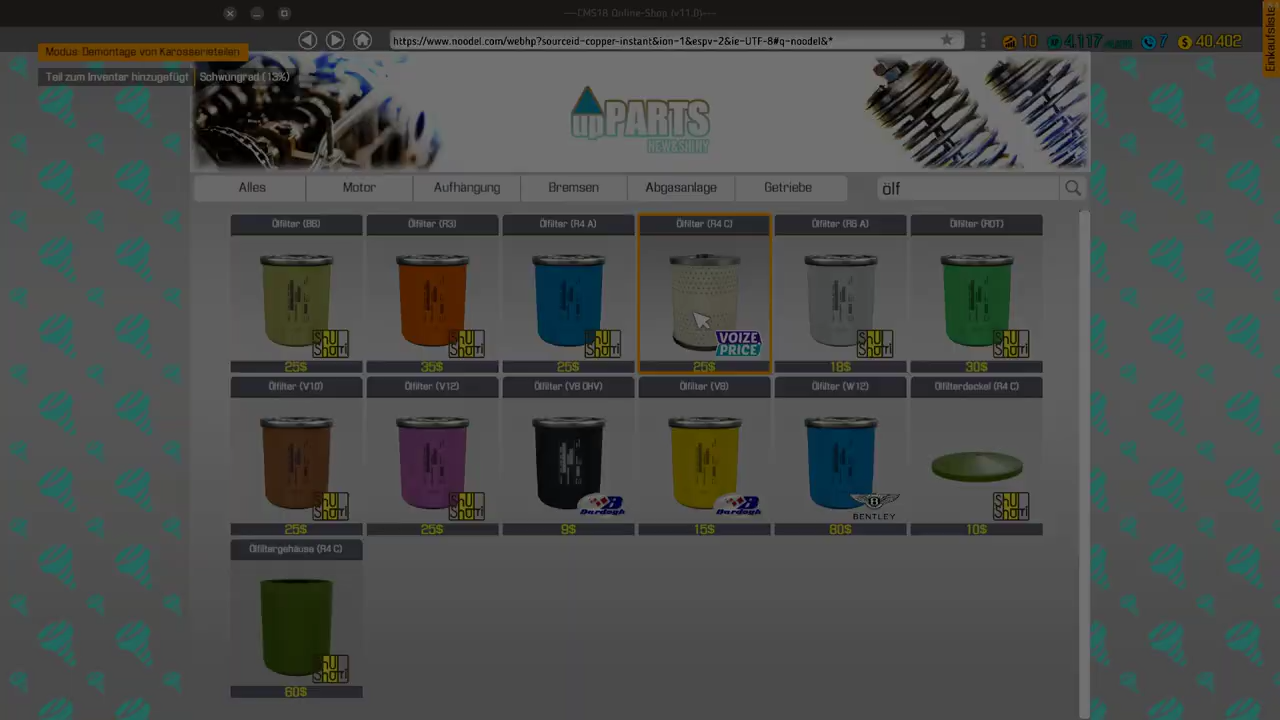 ---CMS18 Online-Shop (v11.0)---
Einkaufsliste
https://www.noodel.com/webhp?sourceid-copper-instant&ion-1&espv-2&ie-UTF-8#q-noodel&*
10
4.117
7
40.402
Modus: Demontage von Karosserieteilen
Teil zum Inventar hinzugefügt
Schwungrad (13%)
upPARTS
NEW&SHINY
Alles
Motor
Aufhängung
Bremsen
Abgasanlage
Getriebe
ölf
Ölfilter (B6)
Ölfilter (R3)
Ölfilter (R4 A)
Ölfilter (R4 C)
Ölfilter (R6 A)
Ölfilter (ROT)
VOIZE
PRICE
25$
35$
25$
25$
18$
30$
Ölfilter (V10)
Ölfilter (V12)
Ölfilter (V8 OHV)
Ölfilter (V8)
Ölfilter (W12)
Ölfilterdeckel (R4 C)
Bardogh
Bardogh
BENTLEY
25$
25$
9$
15$
80$
10$
Ölfiltergehäuse (R4 C)
60$